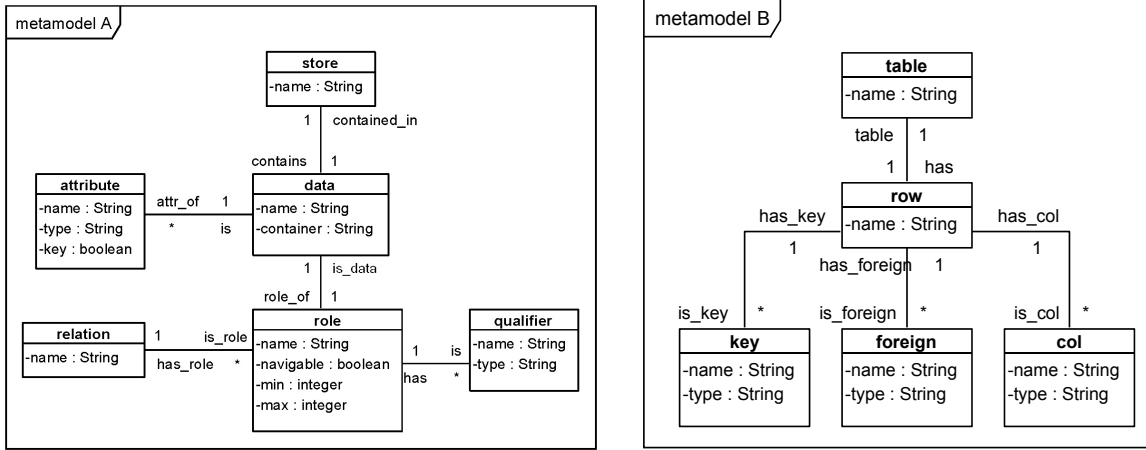 metamodel A
store
-name : String
1 contained_in
contains 1
attribute
-name : String
-type : String
-key : boolean
attr_of 1
* is
data
-name : String
-container : String
1 is_data
role_of 1
relation
-name : String
1 is_role
has_role *
role
-name : String
-navigable : boolean
-min : integer
-max : integer
1 is
has *
qualifier
-name : String
-type : String
metamodel B
table
-name : String
table 1
1 has
row
-name : String
has_key
1
has_foreign 1
has_col
1
is_key *
is_foreign *
is_col *
key
-name : String
-type : String
foreign
-name : String
-type : String
col
-name : String
-type : String